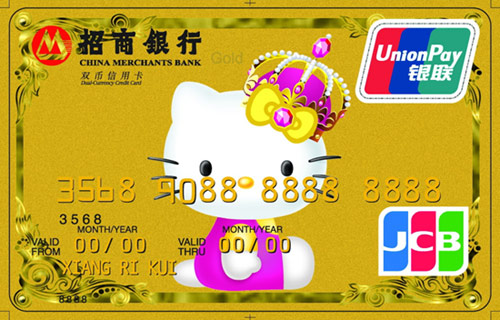 招商银行
CHINA MERCHANTS BANK
双币信用卡
Dual-Currency Credit Card
Gold
UnionPay
银联
3568 9088 8888 8888
3568
MONTH/YEAR MONTH/YEAR
VALID FROM 00/00 VALID THRU 00/00
XIANG RI KUI
JCB
8888